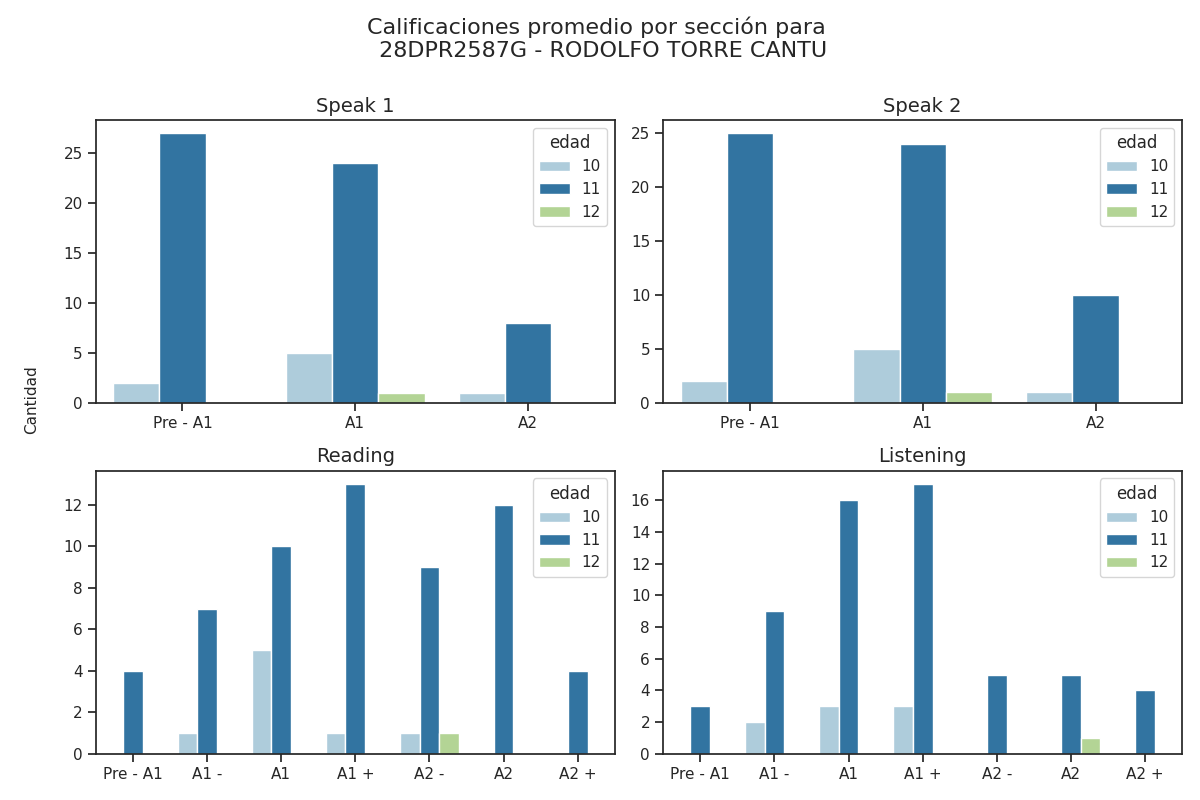 Calificaciones promedio por sección para
28DPR2587G - RODOLFO TORRE CANTU
Speak 1
25
20
15
10
5
0
Pre - A1
A1
A2
edad
10
11
12
Speak 2
25
20
15
10
5
0
Pre - A1
A1
A2
edad
10
11
12
Cantidad
Reading
12
10
8
6
4
2
0
Pre - A1
A1 -
A1
A1 +
A2 -
A2
A2 +
edad
10
11
12
Listening
16
14
12
10
8
6
4
2
0
Pre - A1
A1 -
A1
A1 +
A2 -
A2
A2 +
edad
10
11
12